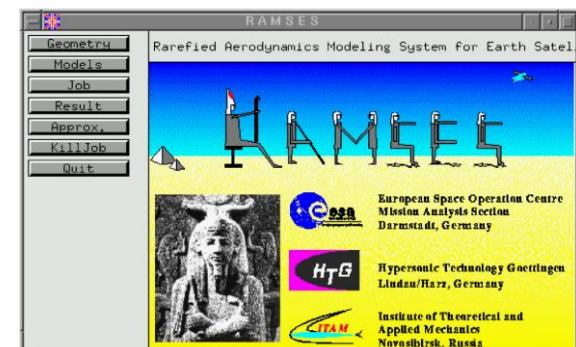 RAMSES
Geometry
Models
Job
Result
Approx.
KillJob
Quit
Rarefied Aerodynamics Modeling System for Earth Satel
RAMSES
esa
European Space Operation Centre
Mission Analysis Section
Darmstadt, Germany
HTG
Hypersonic Technology Goettingen
Lindau/Harz, Germany
ITAM
Institute of Theoretical and
Applied Mechanics
Novosibirsk, Russia